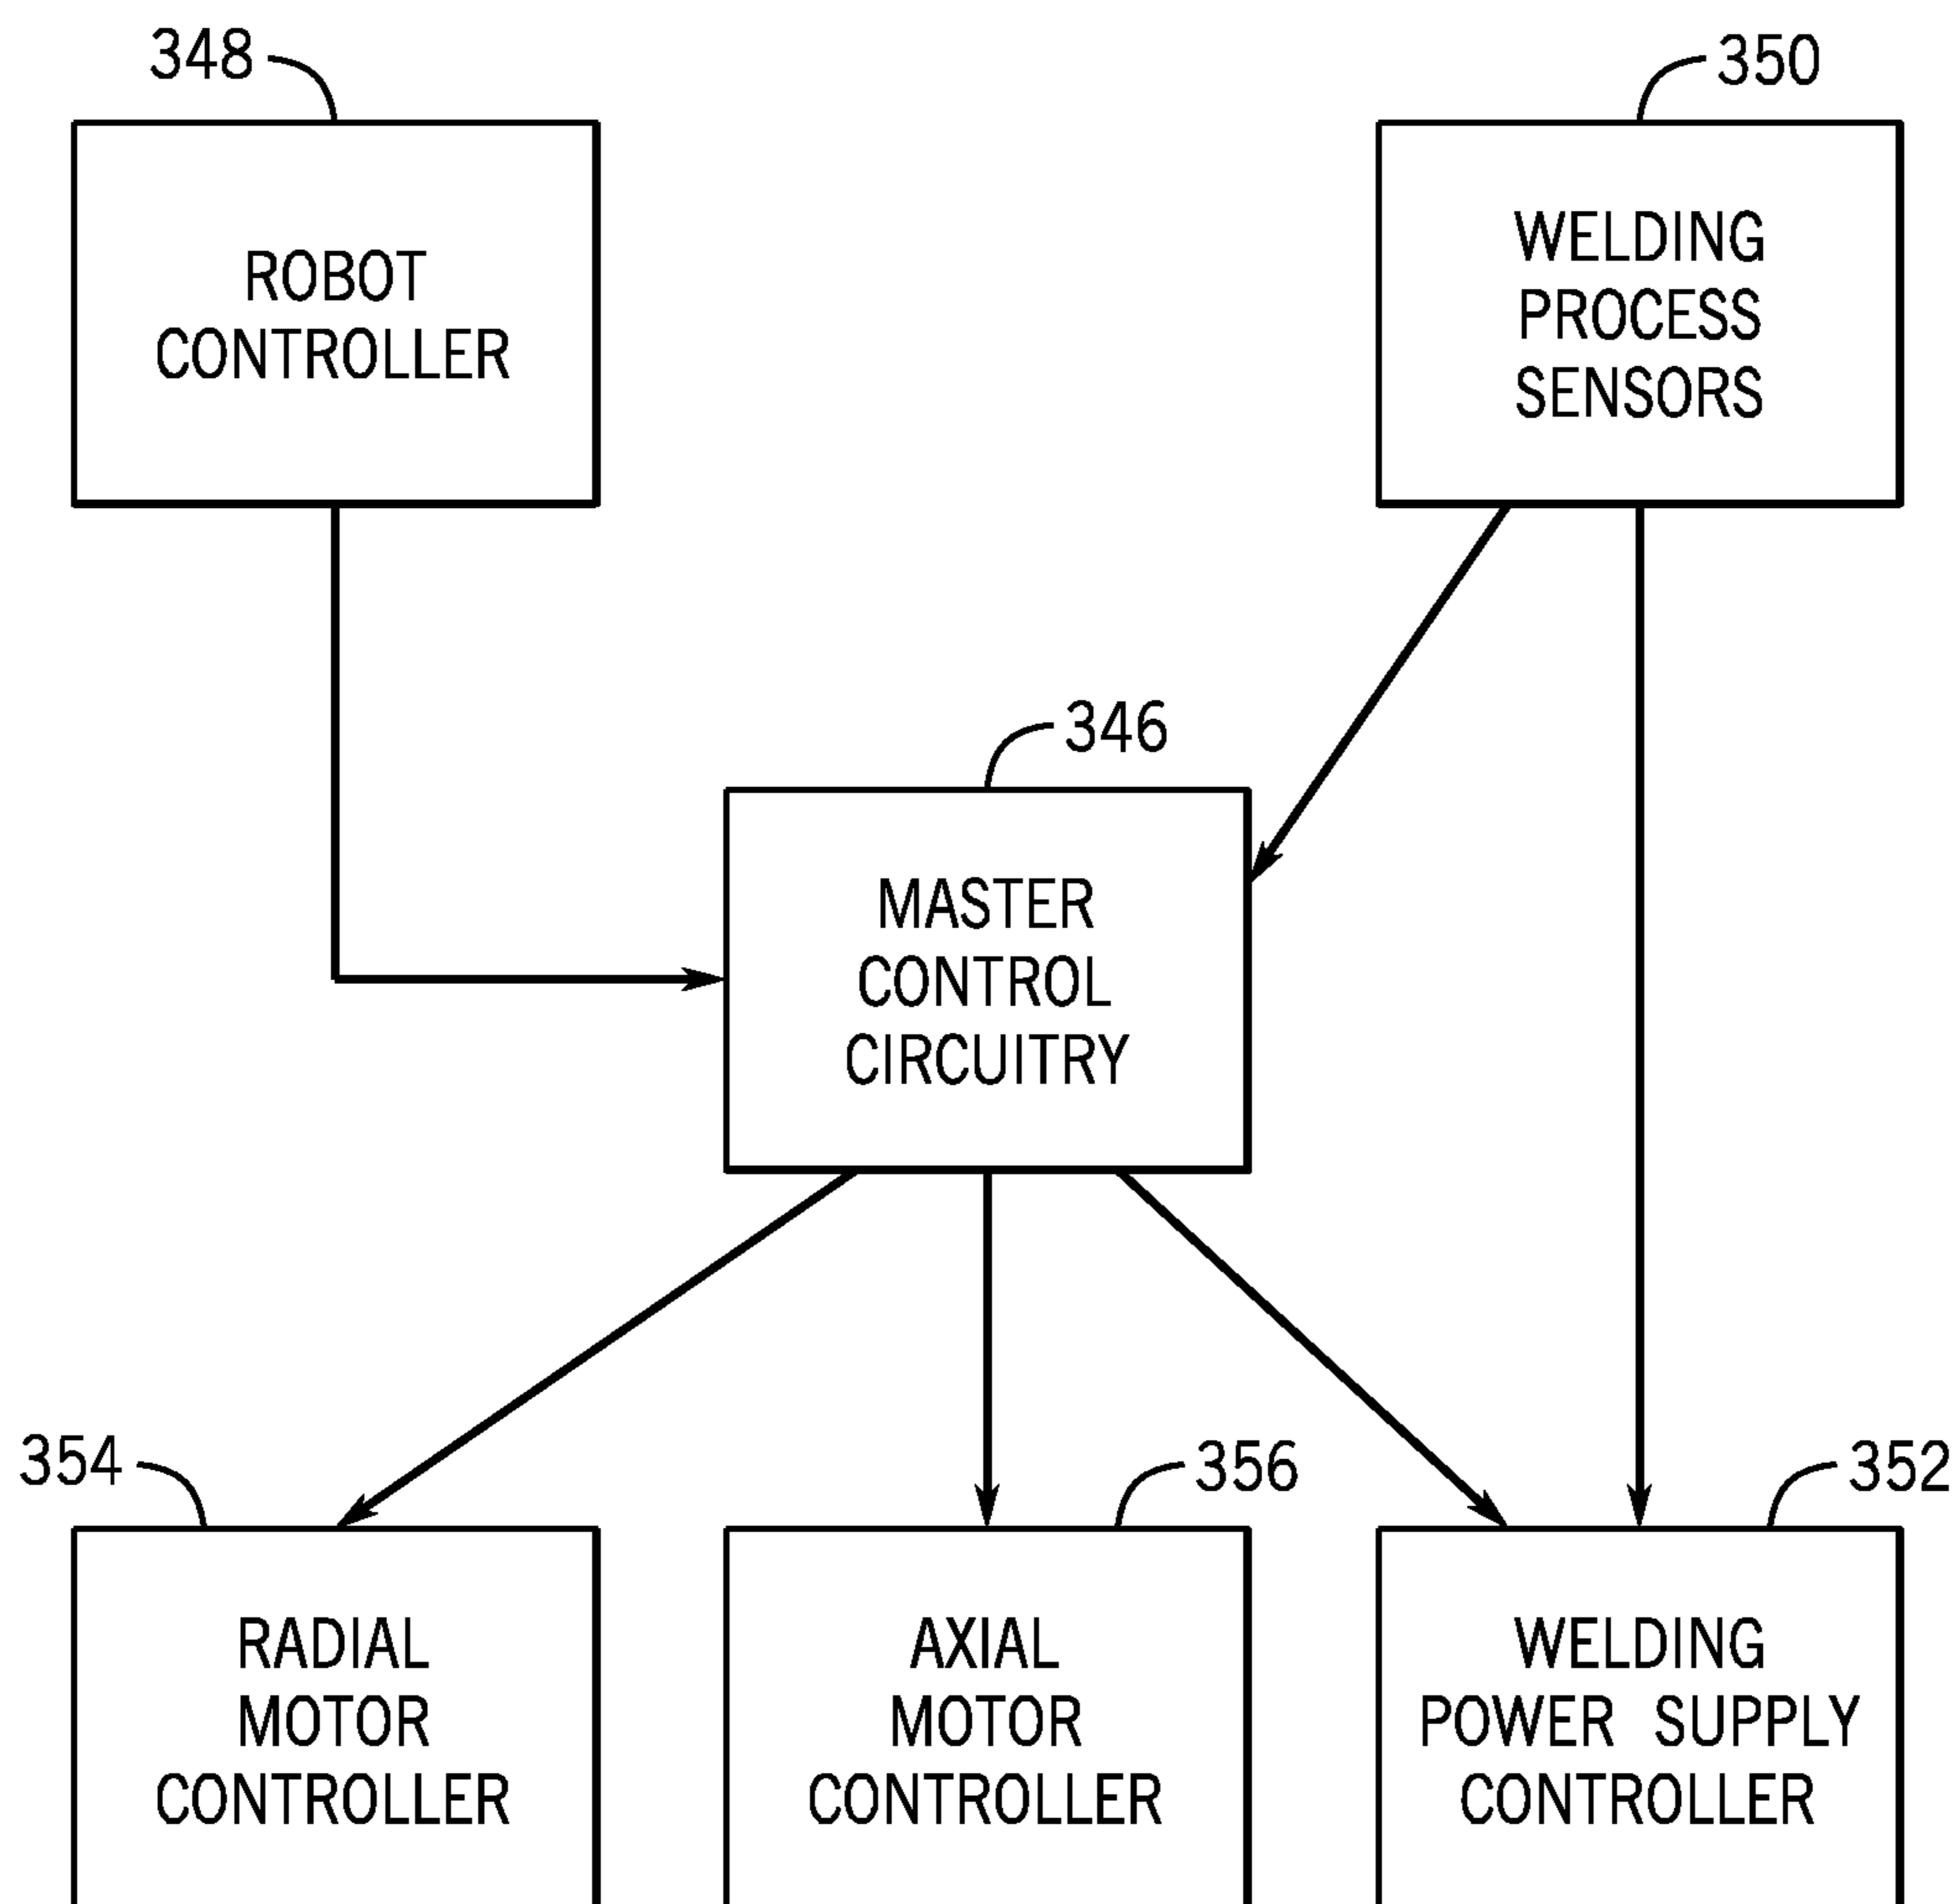 348
350
ROBOT
CONTROLLER
WELDING
PROCESS
SENSORS
346
MASTER
CONTROL
CIRCUITRY
354
356
352
RADIAL
MOTOR
CONTROLLER
AXIAL
MOTOR
CONTROLLER
WELDING
POWER SUPPLY
CONTROLLER